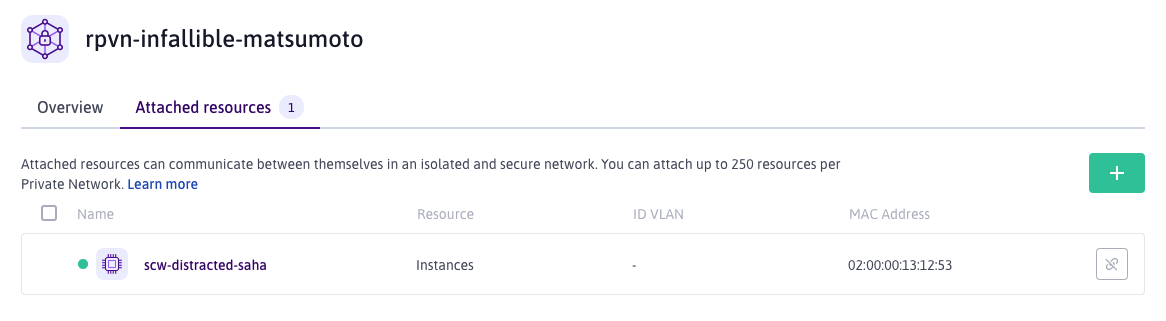 rpvn-infallible-matsumoto
Overview Attached resources 1
Attached resources can communicate between themselves in an isolated and secure network. You can attach up to 250 resources per
Private Network. Learn more
Name Resource ID VLAN MAC Address
scw-distracted-saha Instances - 02:00:00:13:12:53